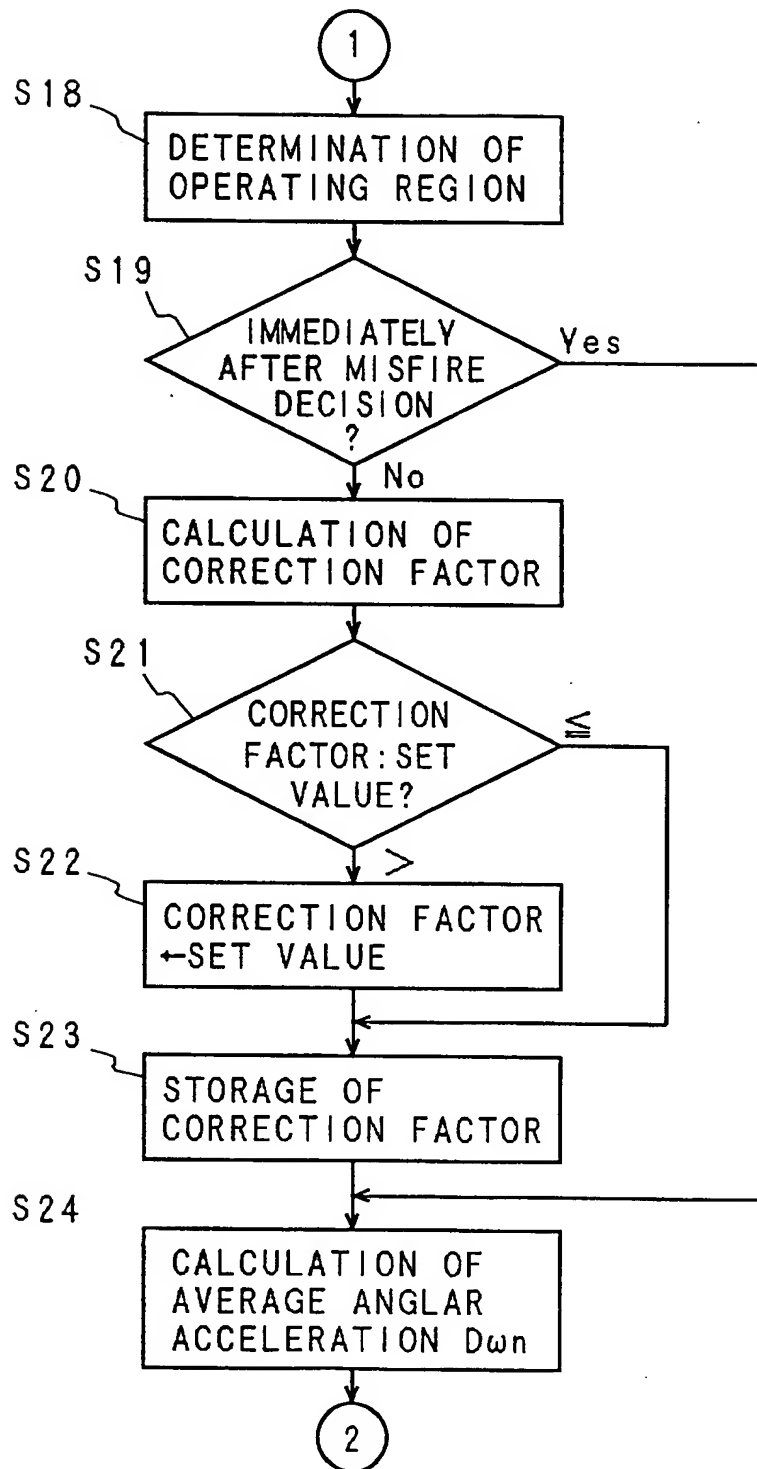 1
S18
DETERMINATION OF
OPERATING REGION
S19
IMMEDIATELY
AFTER MISFIRE
DECISION
?
Yes
No
S20
CALCULATION OF
CORRECTION FACTOR
S21
CORRECTION
FACTOR:SET
VALUE?
≦
>
S22
CORRECTION FACTOR
←SET VALUE
S23
STORAGE OF
CORRECTION FACTOR
S24
CALCULATION OF
AVERAGE ANGLAR
ACCELERATION Dωn
2